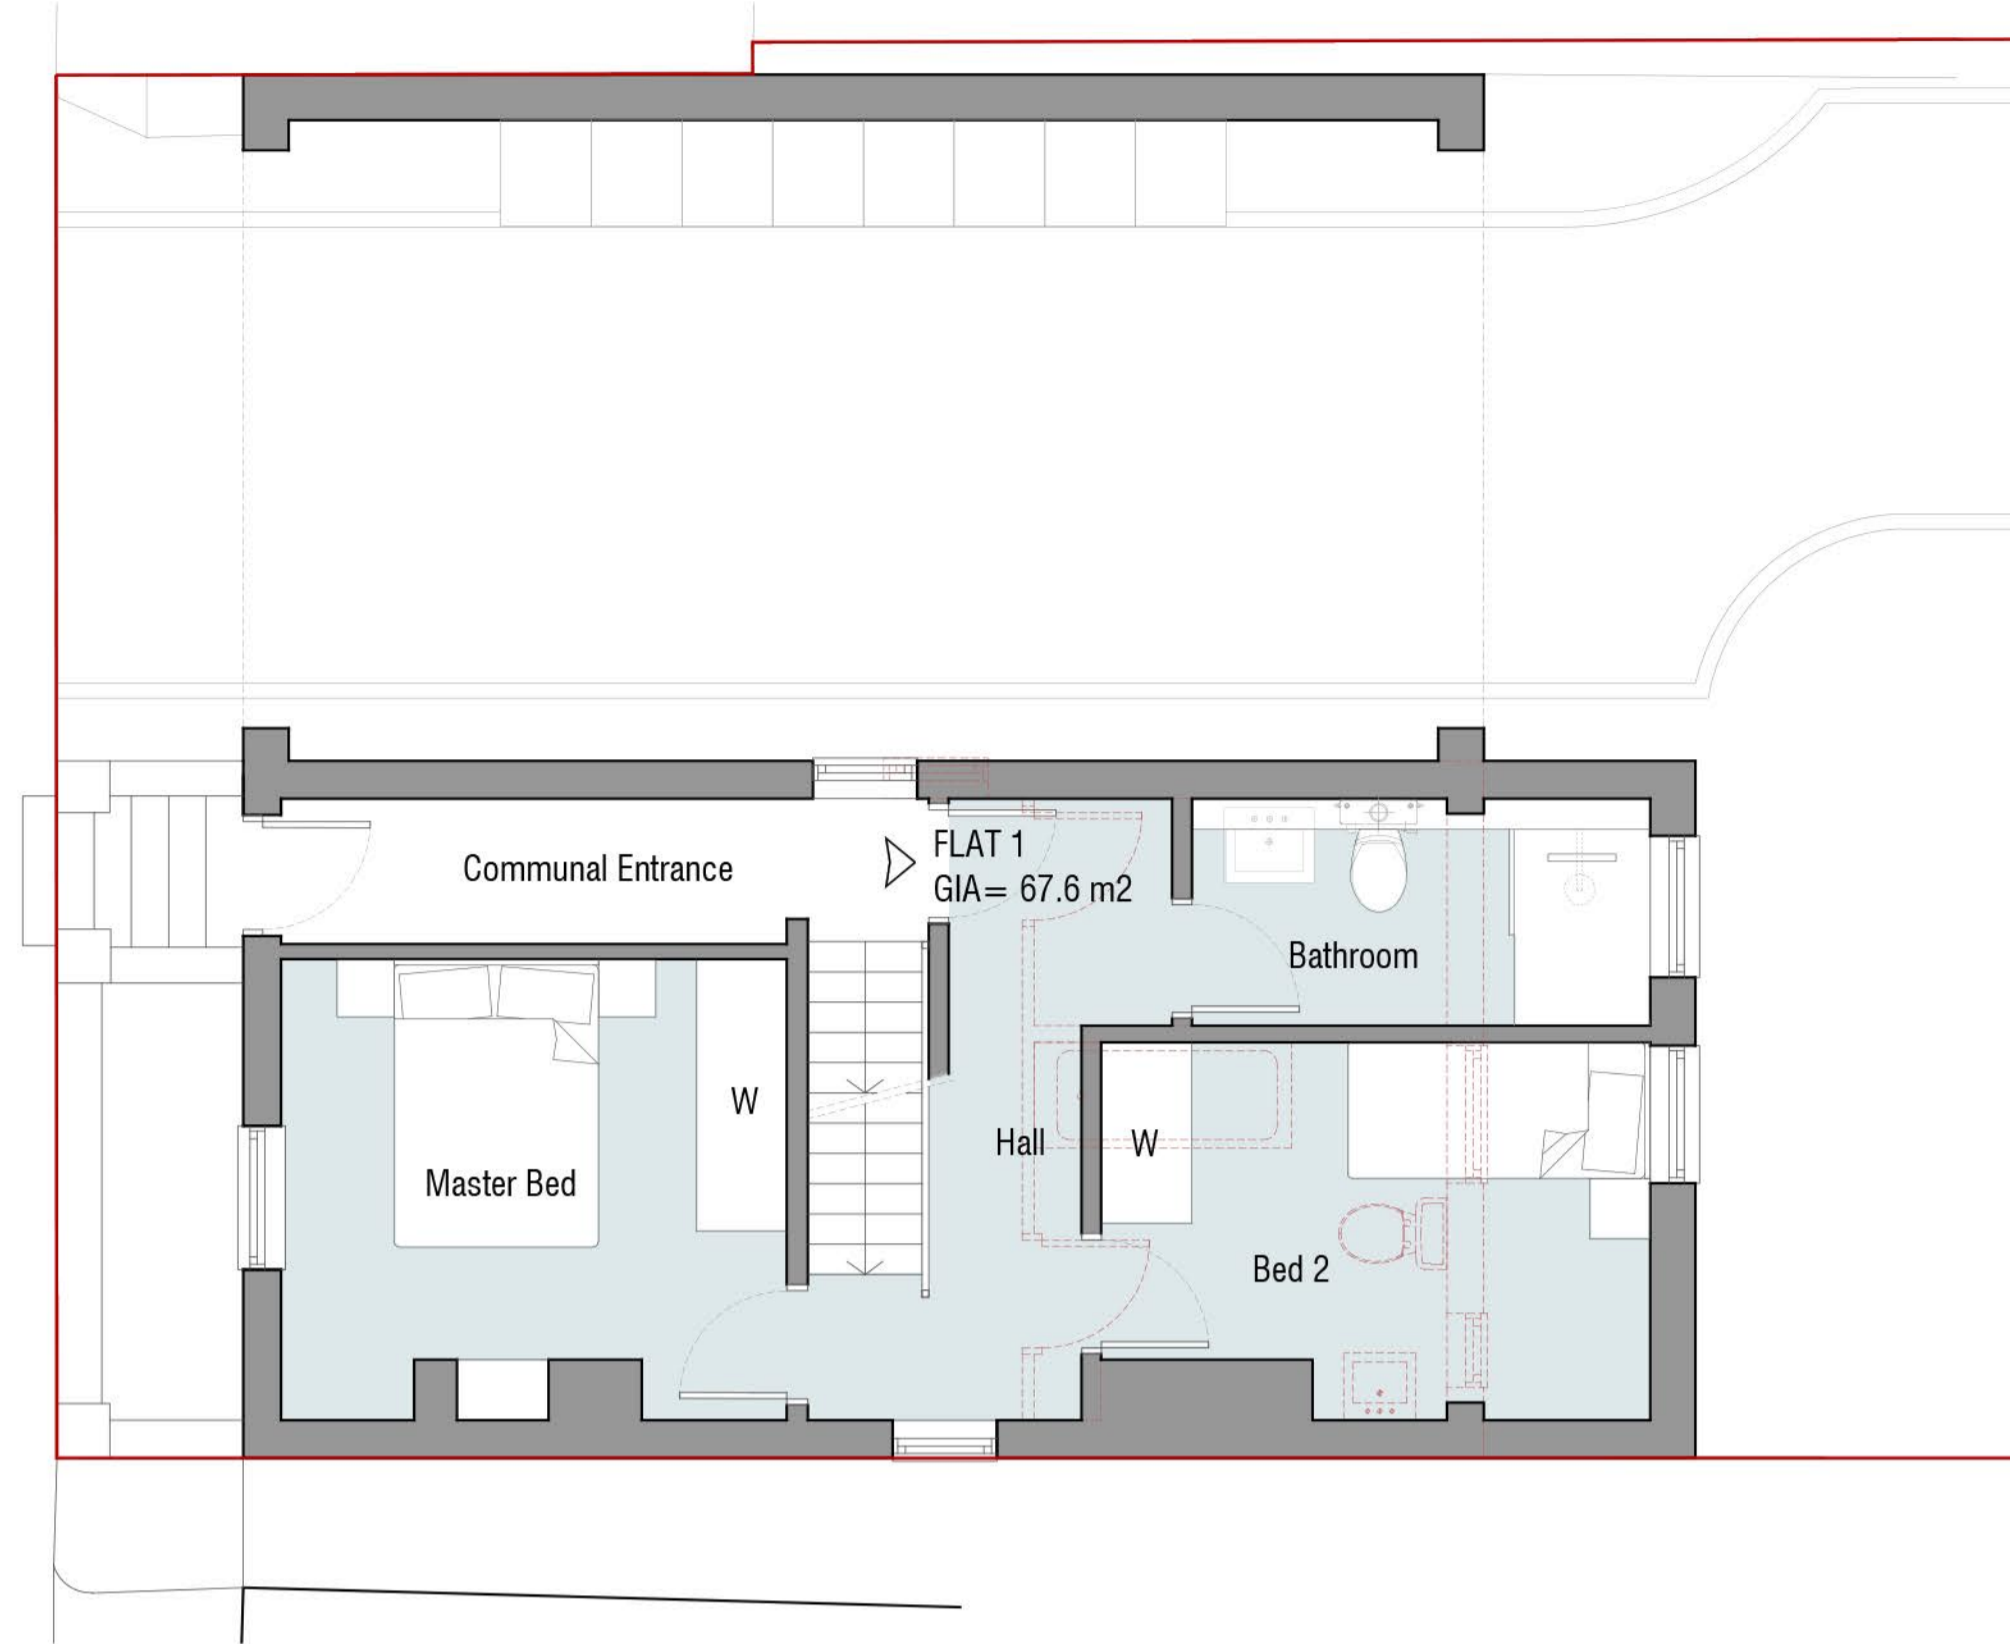 Communal Entrance
FLAT 1
GIA= 67.6 m2
Bathroom
W
Hall
W
Master Bed
Bed 2